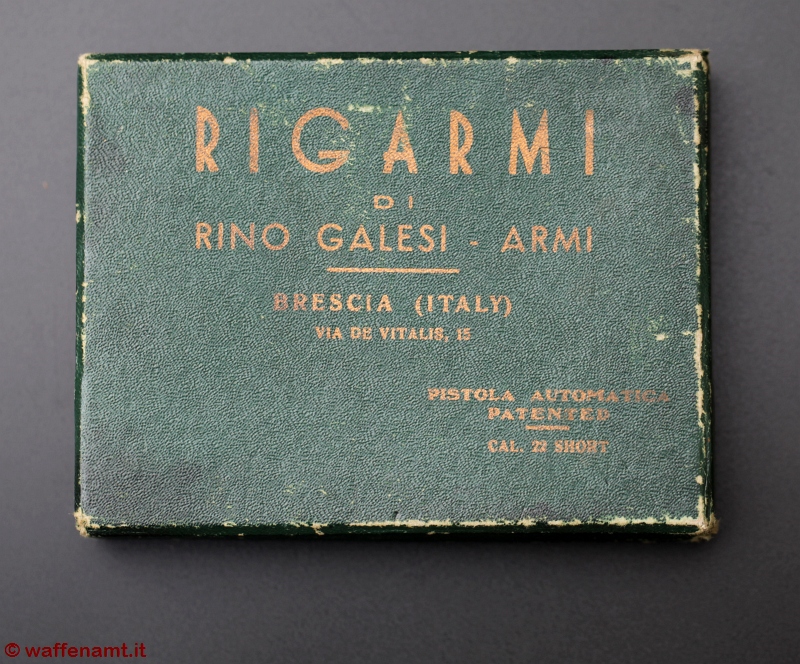 RIGARMI
DI
RINO GALESI - ARMI
BRESCIA (ITALY)
VIA DE VITALIS, 15
PISTOLA AUTOMATICA
PATENTED
CAL. 22 SHORT
© waffenamt.it